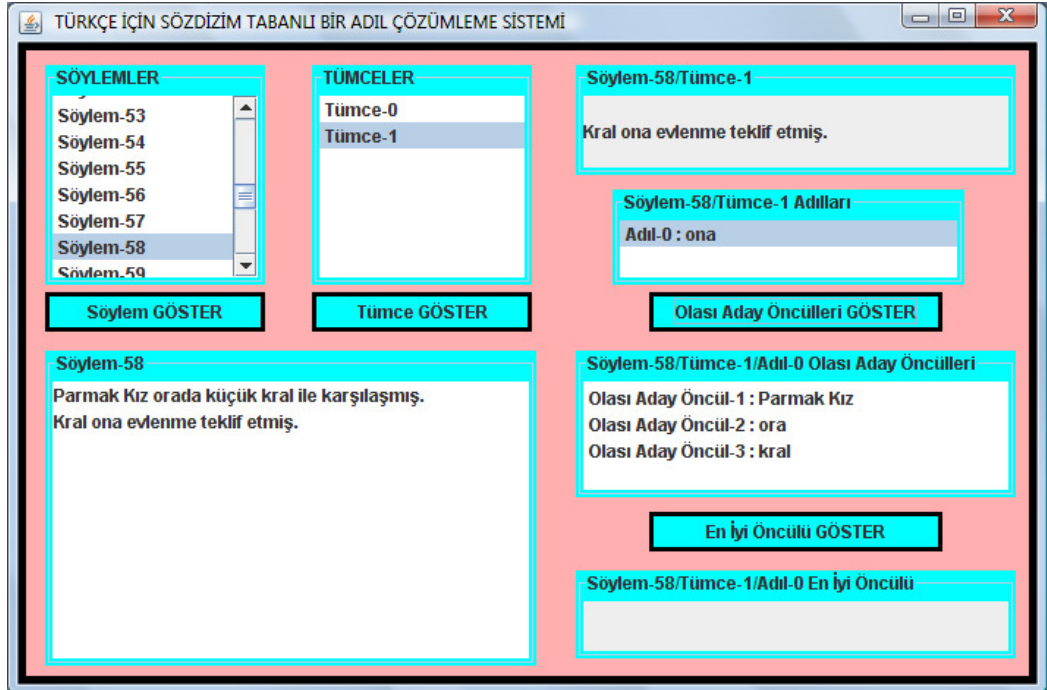 TÜRKÇE İÇİN SÖZDİZİM TABANLI BİR ADIL ÇÖZÜMLEME SİSTEMİ
SÖYLEMLER
Söylem-53
Söylem-54
Söylem-55
Söylem-56
Söylem-57
Söylem-58
Söylem-59
Söylem GÖSTER
TÜMCELER
Tümce-0
Tümce-1
Tümce GÖSTER
Söylem-58/Tümce-1
Kral ona evlenme teklif etmiş.
Söylem-58/Tümce-1 Adılları
Adıl-0 : ona
Olası Aday Öncülleri GÖSTER
Söylem-58
Parmak Kız orada küçük kral ile karşılaşmış.
Kral ona evlenme teklif etmiş.
Söylem-58/Tümce-1/Adıl-0 Olası Aday Öncülleri
Olası Aday Öncül-1 : Parmak Kız
Olası Aday Öncül-2 : ora
Olası Aday Öncül-3 : kral
En İyi Öncülü GÖSTER
Söylem-58/Tümce-1/Adıl-0 En İyi Öncülü